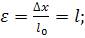 ε = Δx / l₀ = l;